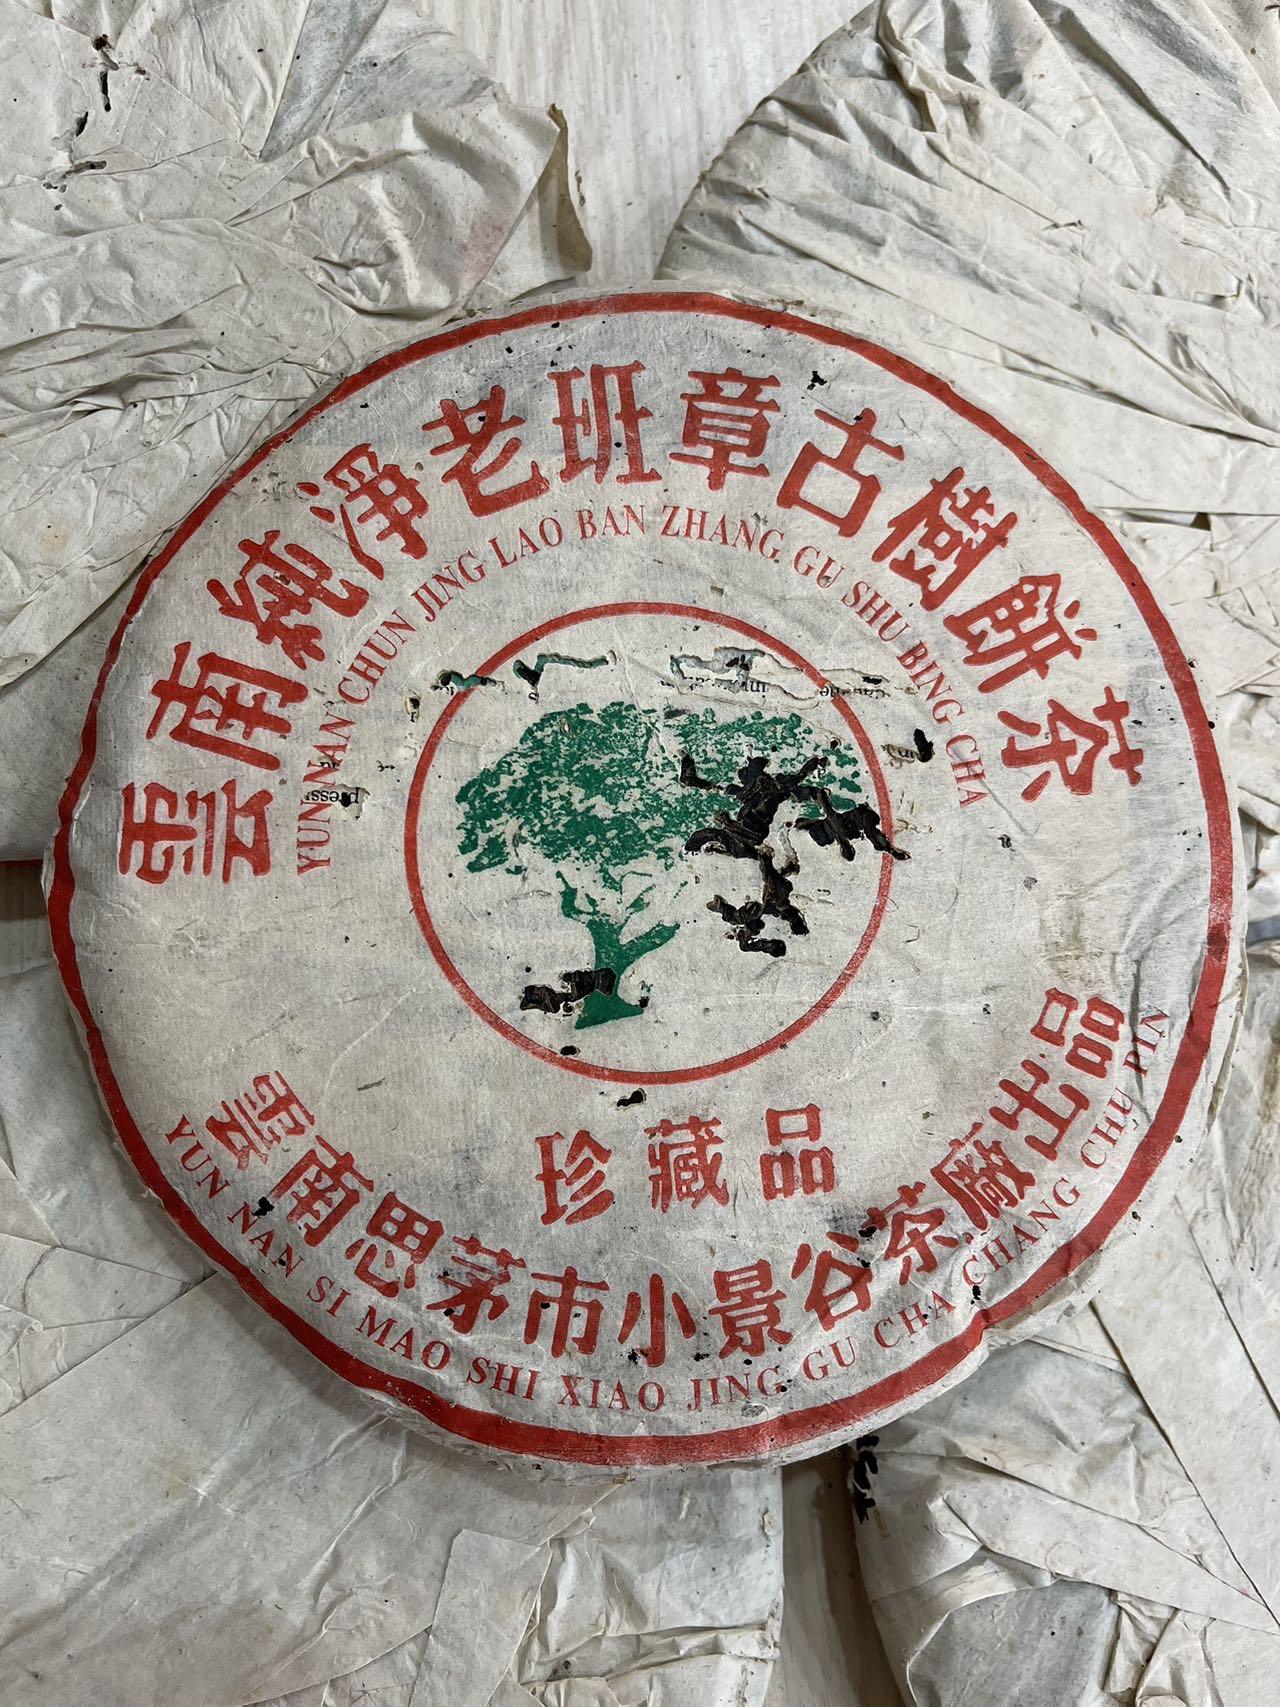 雲南純淨老班章古樹餅茶
YUNNAN CHUN JING LAO BAN ZHANG GU SHU BING CHA
珍藏品
雲南思茅市小景谷茶廠出品
YUN NAN SI MAO SHI XIAO JING GU CHA CHANG CHU PIN